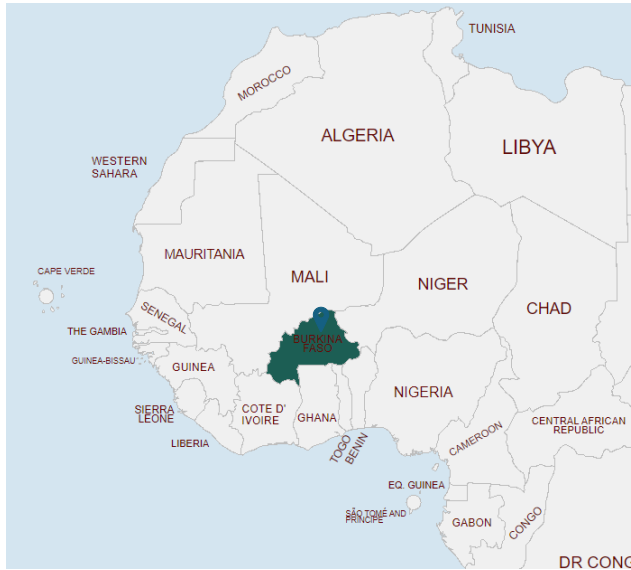 TUNISIA
MOROCCO
ALGERIA
LIBYA
WESTERN
SAHARA
MAURITANIA
CAPE VERDE
MALI
NIGER
CHAD
SENEGAL
THE GAMBIA
BURKINA
FASO
GUINEA-BISSAU
GUINEA
NIGERIA
SIERRA
LEONE
COTE D'
IVOIRE
GHANA
TOGO
BENIN
CENTRAL AFRICAN
REPUBLIC
LIBERIA
CAMEROON
EQ. GUINEA
SÂO TOMÉ AND
PRINCIPE
GABON
CONGO
DR CONG